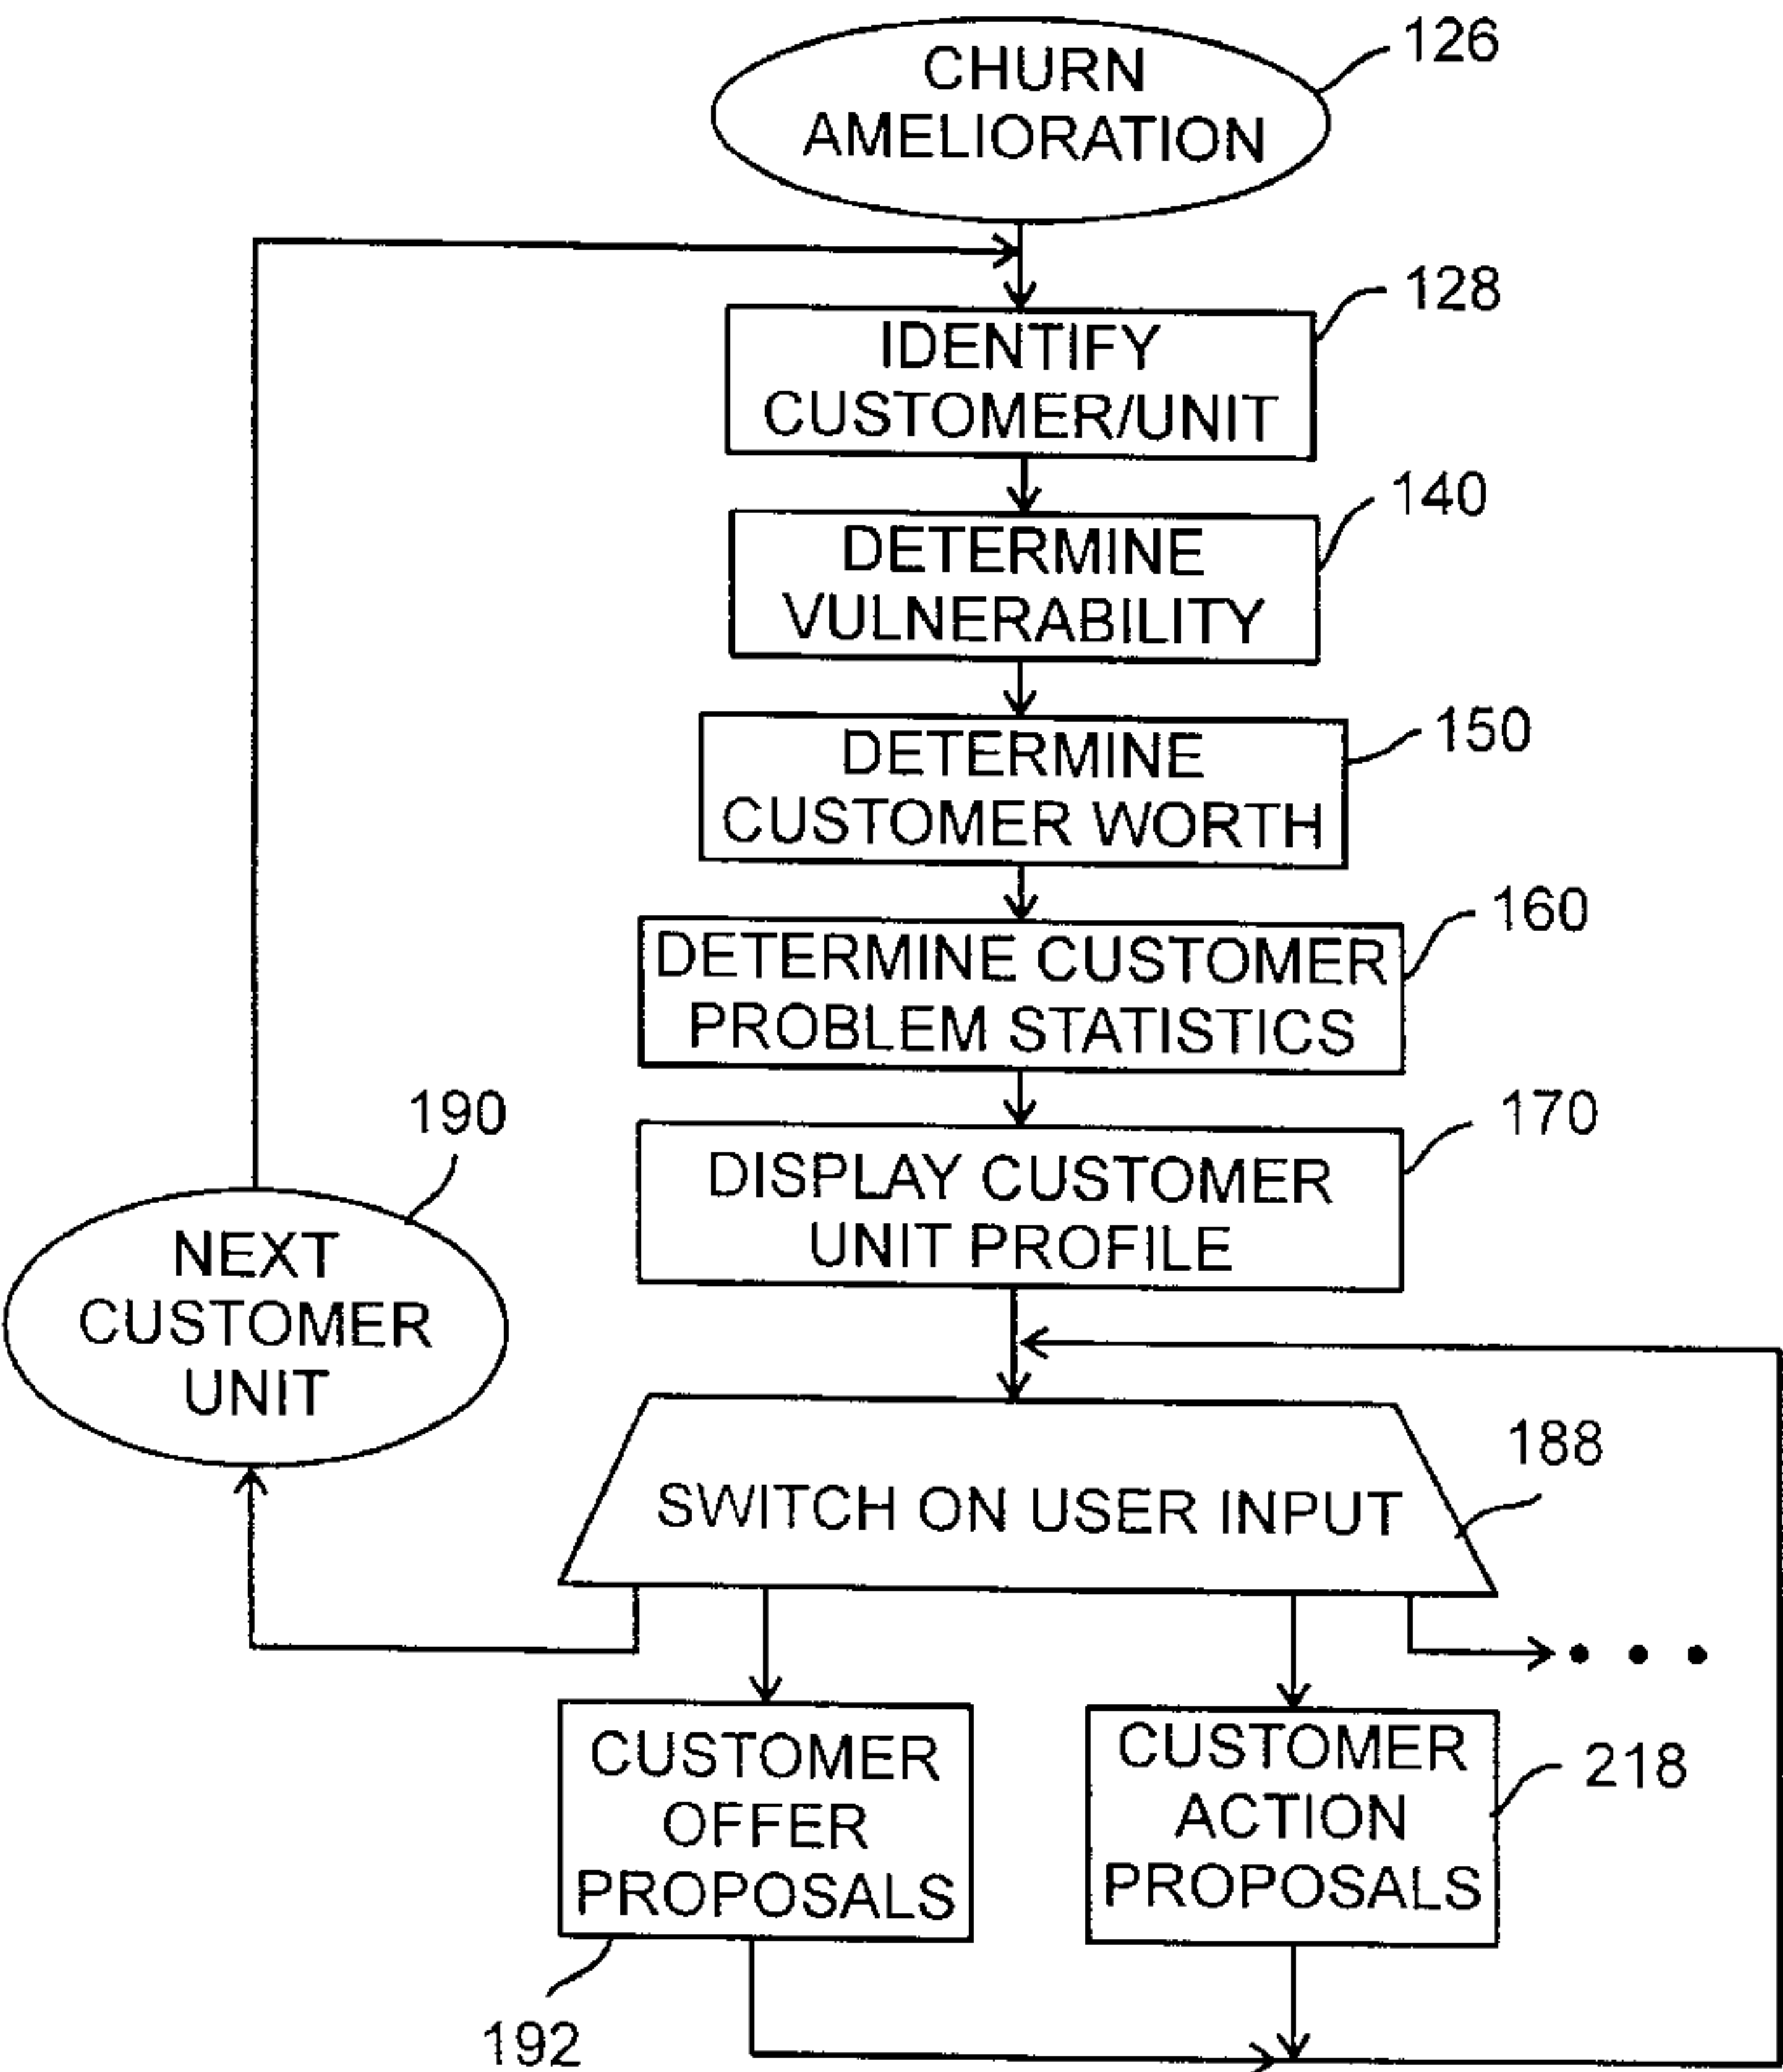 CHURN
AMELIORATION
126
IDENTIFY
CUSTOMER/UNIT
128
DETERMINE
VULNERABILITY
140
DETERMINE
CUSTOMER WORTH
150
DETERMINE CUSTOMER
PROBLEM STATISTICS
160
DISPLAY CUSTOMER
UNIT PROFILE
170
190
NEXT
CUSTOMER
UNIT
SWITCH ON USER INPUT
188
• • •
CUSTOMER
OFFER
PROPOSALS
192
CUSTOMER
ACTION
PROPOSALS
218